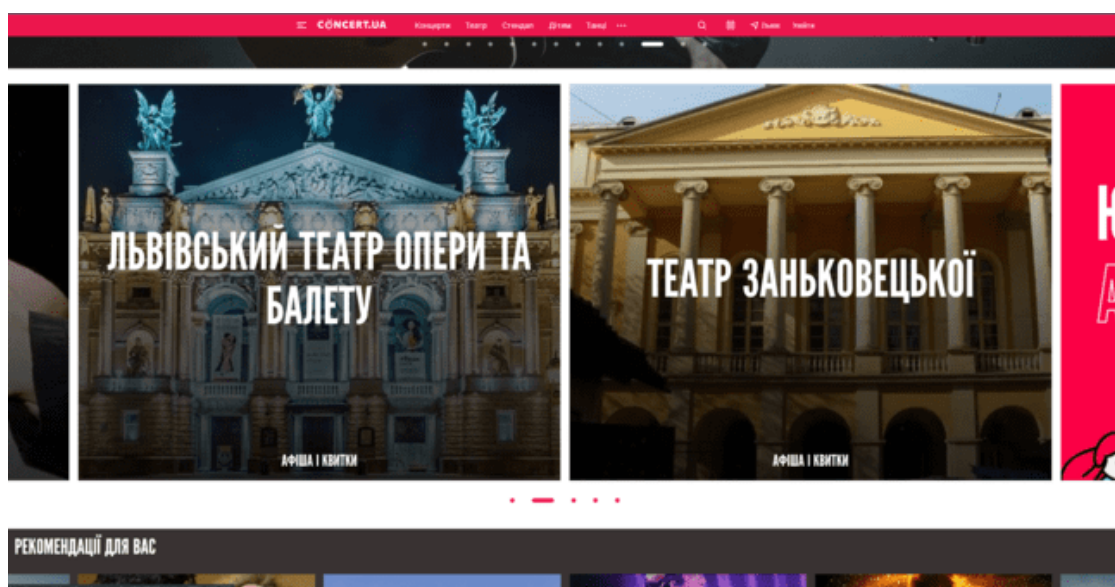 CONCERT.UA Концерти Театр Стендап Дітям Танці ··· Львів Увійти
ЛЬВІВСЬКИЙ ТЕАТР ОПЕРИ ТА
БАЛЕТУ
ТЕАТР ЗАНЬКОВЕЦЬКОЇ
АФІША І КВИТКИ
АФІША І КВИТКИ
РЕКОМЕНДАЦІЇ ДЛЯ ВАС